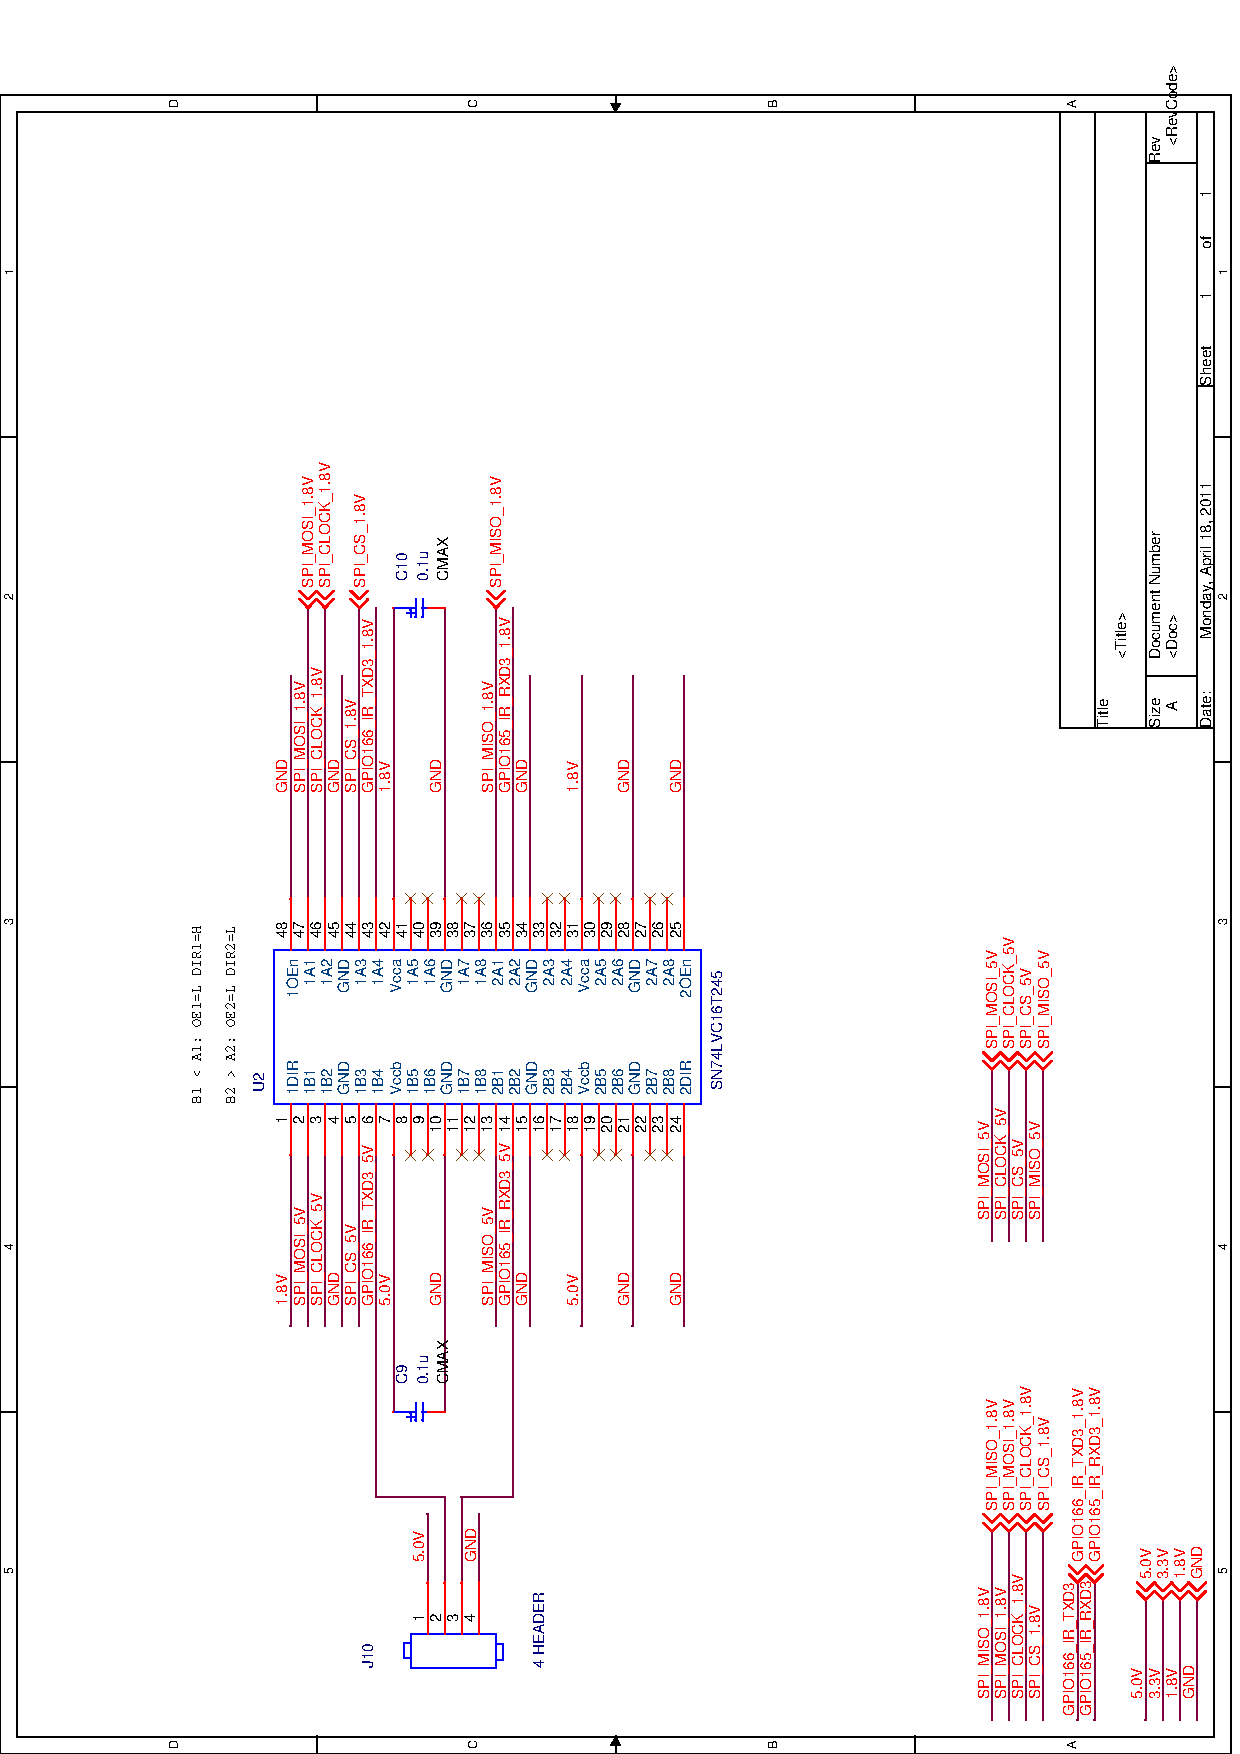 B1 < A1: OE1=L DIR1=H
B2 > A2: OE2=L DIR2=L
U2
SN74LVC16T245
1 1DIR
2 1B1
3 1B2
4 GND
5 1B3
6 1B4
7 Vccb
8 1B5
9 1B6
10 GND
11 1B7
12 1B8
13 2B1
14 2B2
15 GND
16 2B3
17 2B4
18 Vccb
19 2B5
20 2B6
21 GND
22 2B7
23 2B8
24 2DIR
1OEn 48
1A1 47
1A2 46
GND 45
1A3 44
1A4 43
Vcca 42
1A5 41
1A6 40
GND 39
1A7 38
1A8 37
2A1 36
2A2 35
GND 34
2A3 33
2A4 32
Vcca 31
2A5 30
2A6 29
GND 28
2A7 27
2A8 26
2OEn 25
1.8V
SPI_MOSI_5V
SPI_CLOCK_5V
GND
SPI_CS_5V
GPIO166_IR_TXD3_5V
5.0V
GND
SPI_MISO_5V
GPIO165_IR_RXD3_5V
GND
5.0V
GND
GND
C9
0.1u
CMAX
GND
SPI_MOSI_1.8V
SPI_CLOCK_1.8V
GND
SPI_CS_1.8V
GPIO166_IR_TXD3_1.8V
1.8V
GND
SPI_MISO_1.8V
GPIO165_IR_RXD3_1.8V
GND
1.8V
GND
GND
SPI_MOSI_1.8V
SPI_CLOCK_1.8V
SPI_CS_1.8V
SPI_MISO_1.8V
C10
0.1u
CMAX
J10
1
2
3
4
5.0V
GND
4 HEADER
SPI_MISO_1.8V SPI_MISO_1.8V
SPI_MOSI_1.8V SPI_MOSI_1.8V
SPI_CLOCK_1.8V SPI_CLOCK_1.8V
SPI_CS_1.8V SPI_CS_1.8V
GPIO166_IR_TXD3 GPIO166_IR_TXD3_1.8V
GPIO165_IR_RXD3 GPIO165_IR_RXD3_1.8V
5.0V 5.0V
3.3V 3.3V
1.8V 1.8V
GND GND
SPI_MOSI_5V SPI_MOSI_5V
SPI_CLOCK_5V SPI_CLOCK_5V
SPI_CS_5V SPI_CS_5V
SPI_MISO_5V SPI_MISO_5V
Title
<Title>
Size
A
Document Number
<Doc>
Rev
<RevCode>
Date: Monday, April 18, 2011 Sheet 1 of 1
5 4 3 2 1
5 4 3 2 1
D C B A
D C B A